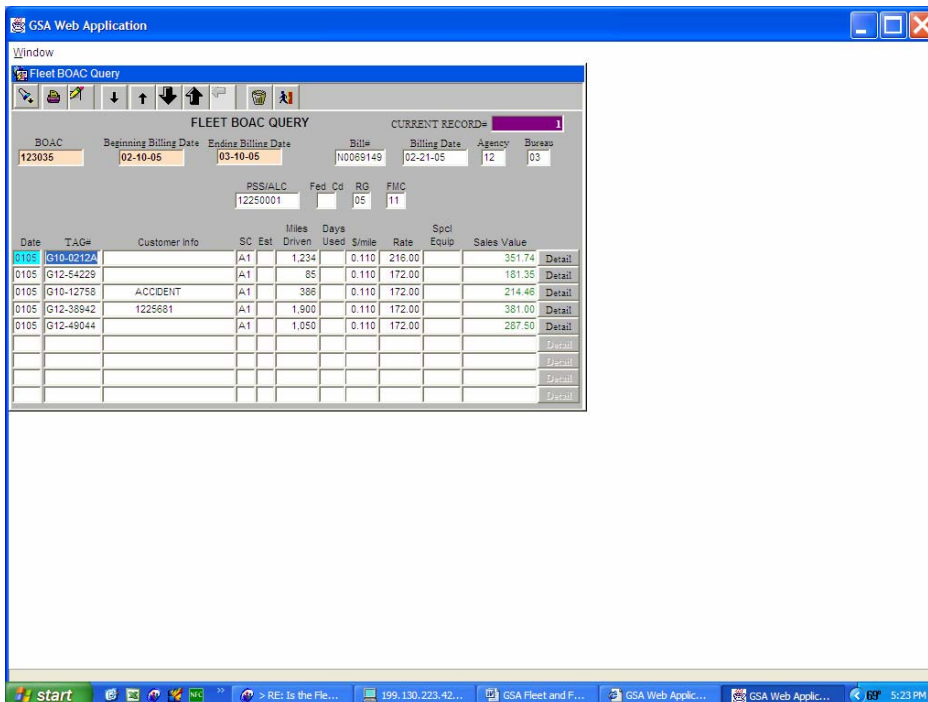 GSA Web Application
Window
Fleet BOAC Query
FLEET BOAC QUERY CURRENT RECORD= 1
BOAC Beginning Billing Date Ending Billing Date Bill# Billing Date Agency Bureau
123035 02-10-05 03-10-05 N0069149 02-21-05 12 03
PSS/ALC Fed Cd RG FMC
12250001 05 11
Miles Days Spcl
Date TAG# Customer Info SC Est Driven Used $/mile Rate Equip Sales Value
0105 G10-0212A A1 1,234 0.110 216.00 351.74 Detail
0105 G12-54229 A1 85 0.110 172.00 181.35 Detail
0105 G10-12758 ACCIDENT A1 386 0.110 172.00 214.46 Detail
0105 G12-38942 1225681 A1 1,900 0.110 172.00 381.00 Detail
0105 G12-49044 A1 1,050 0.110 172.00 287.50 Detail
Detail
Detail
Detail
Detail
start NFC » > RE: Is the Fle... 199.130.223.42... GSA Fleet and F... GSA Web Applic... GSA Web Applic... 69° 5:23 PM